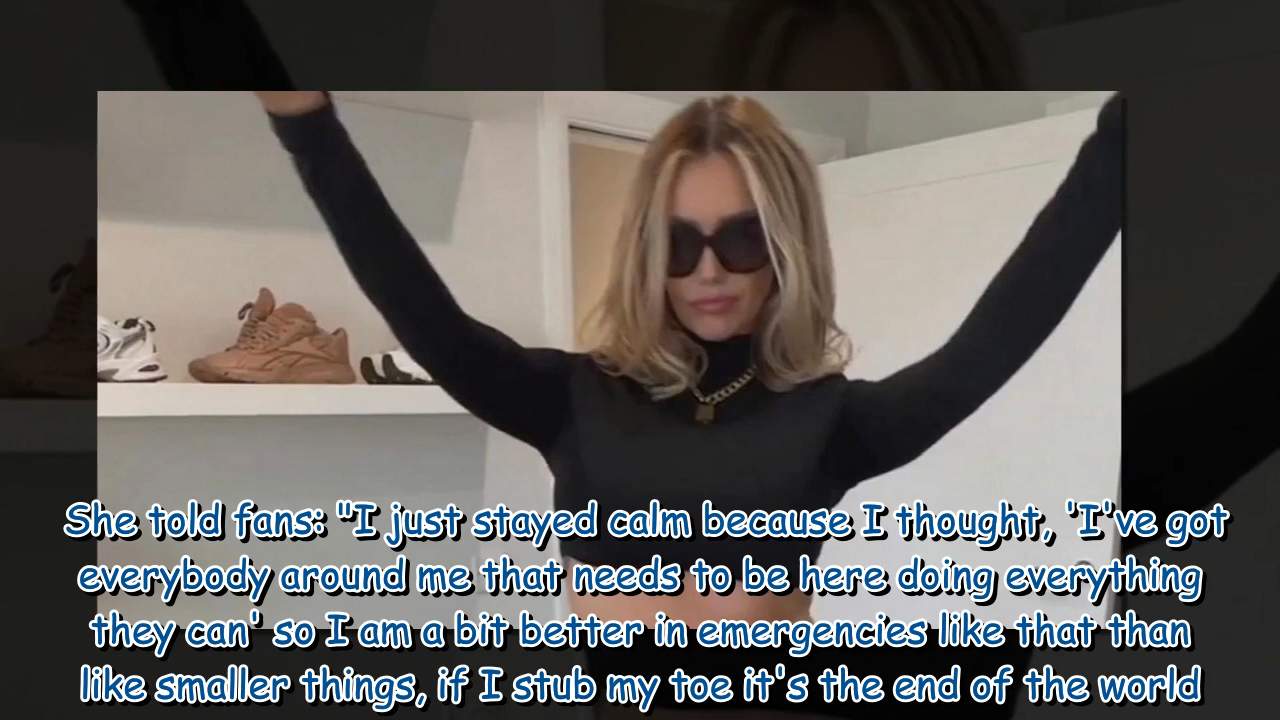 She told fans: "I just stayed calm because I thought, 'I've got
everybody around me that needs to be here doing everything
they can' so I am a bit better in emergencies like that than
like smaller things, if I stub my toe it's the end of the world